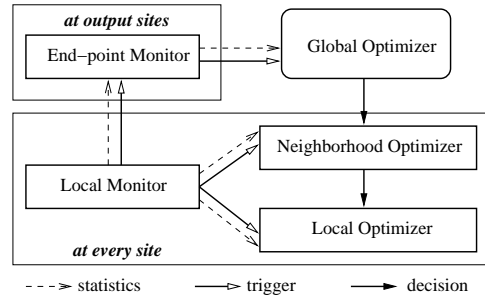 at output sites
End-point Monitor
Global Optimizer
Neighborhood Optimizer
Local Monitor
Local Optimizer
at every site
statistics
trigger
decision